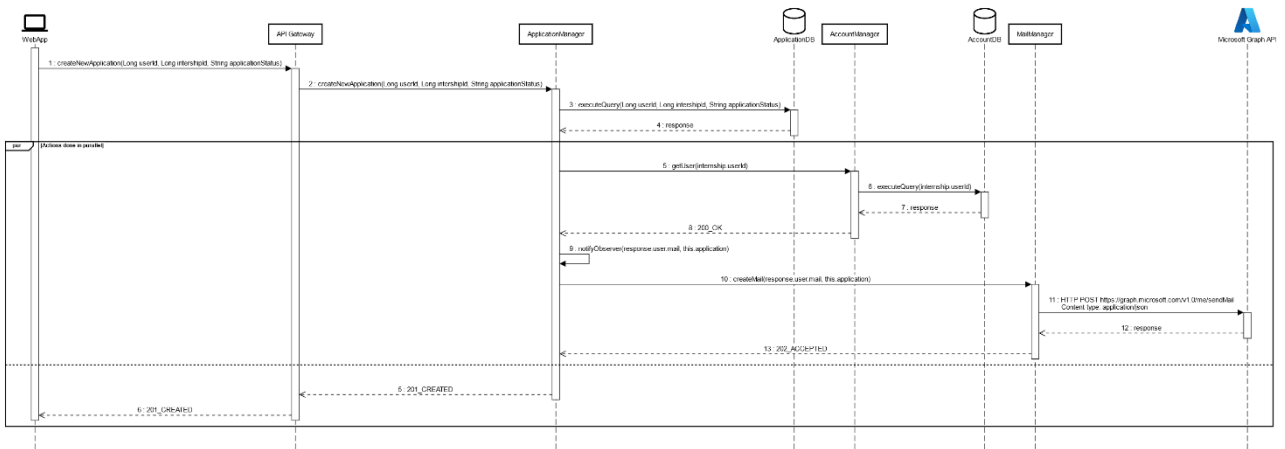 WebApp
API Gateway
ApplicationManager
ApplicationDB
AccountManager
AccountDB
MailManager
Microsoft Graph API
1 : createNewApplication(Long userId, Long intershipId, String applicationStatus)
2 : createNewApplication(Long userId, Long intershipId, String applicationStatus)
3 : executeQuery(Long userId, Long intershipId, String applicationStatus)
4 : response
par [Actions done in parallel]
5 : getUser(internship.userId)
6 : executeQuery(internship.userId)
7 : response
8 : 200_OK
9 : notifyObserver(response.user.mail, this.application)
10 : createMail(response.user.mail, this.application)
11 : HTTP POST https://graph.microsoft.com/v1.0/me/sendMail
Content type: application/json
12 : response
13 : 202_ACCEPTED
5 : 201_CREATED
6 : 201_CREATED